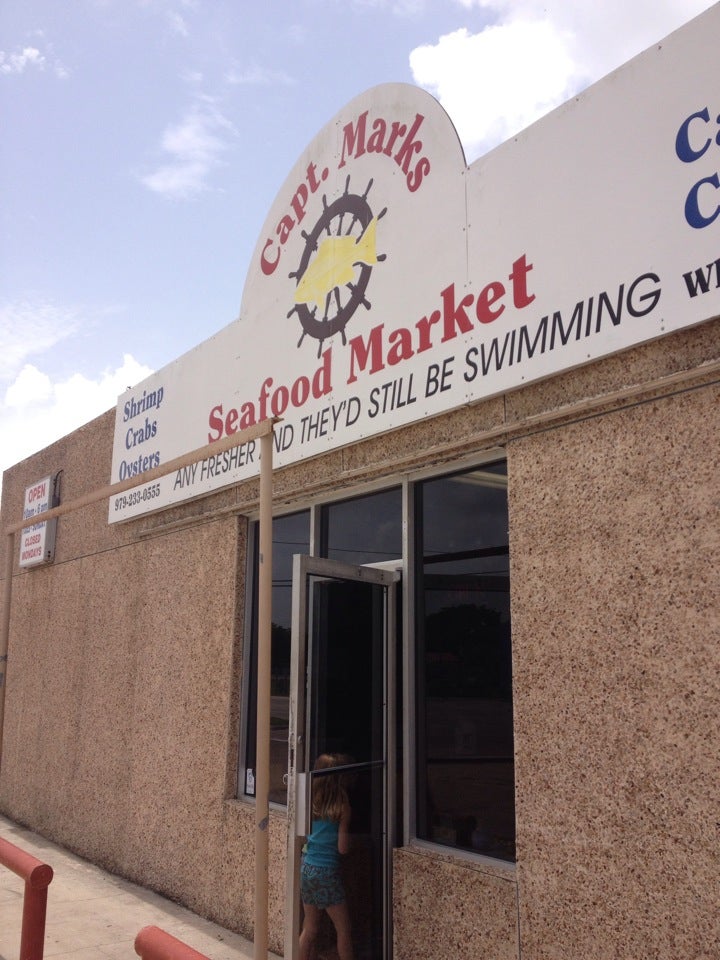 Capt. Marks
Seafood Market
ANY FRESHER AND THEY'D STILL BE SWIMMING
Shrimp
Crabs
Oysters
979-233-0555
OPEN
CLOSED
MONDAYS